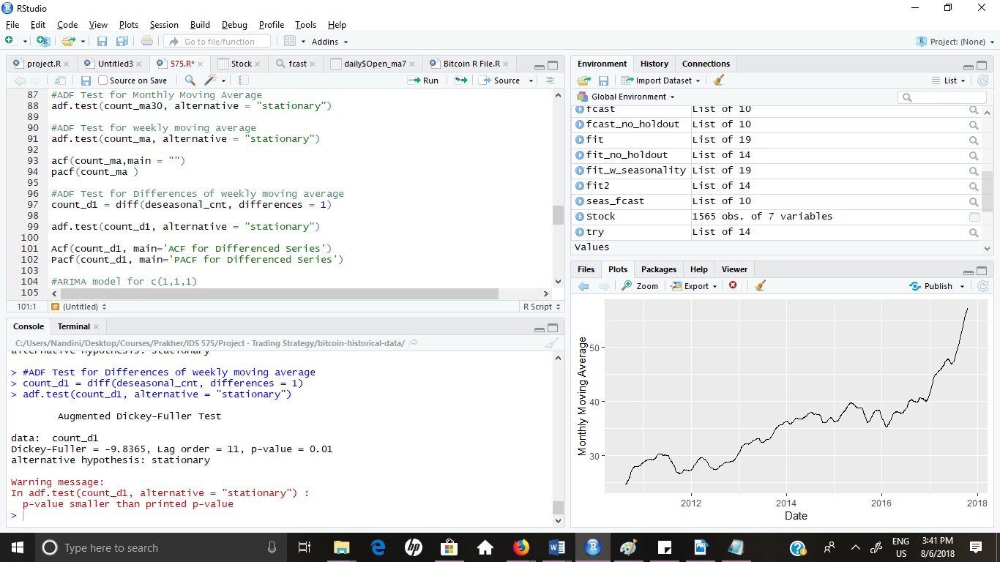 RStudio
File Edit Code View Plots Session Build Debug Profile Tools Help
Go to file/function Addins Project: (None)
project.R Untitled3 575.R* Stock fcast daily$Open_ma7 Bitcoin R File.R
Source on Save Run Source
87 #ADF Test for Monthly Moving Average
88 adf.test(count_ma30, alternative = "stationary")
89
90 #ADF Test for weekly moving average
91 adf.test(count_ma, alternative = "stationary")
92
93 acf(count_ma,main = "")
94 pacf(count_ma )
95
96 #ADF Test for Differences of weekly moving average
97 count_d1 = diff(deseasonal_cnt, differences = 1)
98
99 adf.test(count_d1, alternative = "stationary")
100
101 Acf(count_d1, main='ACF for Differenced Series')
102 Pacf(count_d1, main='PACF for Differenced Series')
103
104 #ARIMA model for c(1,1,1)
105
101:1 # (Untitled) R Script
Console Terminal
C:/Users/Nandini/Desktop/Courses/Prakher/IDS 575/Project - Trading Strategy/bitcoin-historical-data/
alternative hypothesis: stationary
> #ADF Test for Differences of weekly moving average
> count_d1 = diff(deseasonal_cnt, differences = 1)
> adf.test(count_d1, alternative = "stationary")
Augmented Dickey-Fuller Test
data: count_d1
Dickey-Fuller = -9.8365, Lag order = 11, p-value = 0.01
alternative hypothesis: stationary
Warning message:
In adf.test(count_d1, alternative = "stationary") :
p-value smaller than printed p-value
>
Environment History Connections
Import Dataset List
Global Environment
fcast List of 10
fcast_no_holdout List of 10
fit List of 19
fit_no_holdout List of 14
fit_w_seasonality List of 19
fit2 List of 14
seas_fcast List of 10
Stock 1565 obs. of 7 variables
try List of 14
Values
Files Plots Packages Help Viewer
Zoom Export Publish
Monthly Moving Average
50
40
30
2012 2014 2016 2018
Date
Type here to search
ENG 3:41 PM
US 8/6/2018